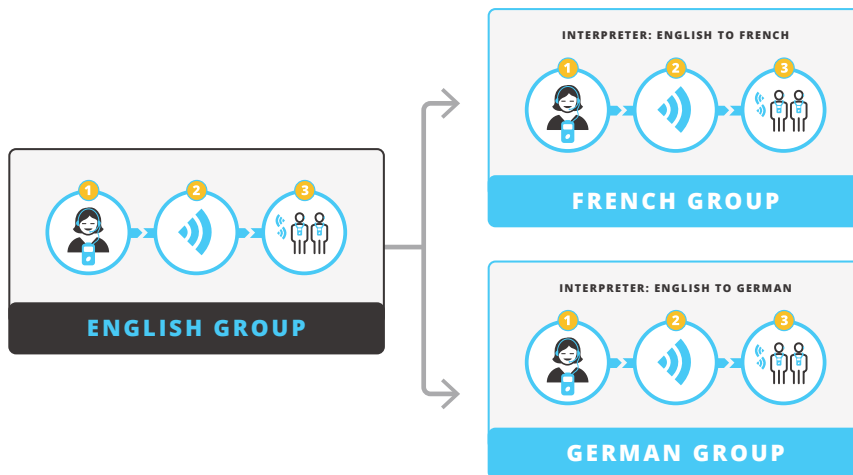 1 2 3
ENGLISH GROUP
INTERPRETER: ENGLISH TO FRENCH
1 2 3
FRENCH GROUP
INTERPRETER: ENGLISH TO GERMAN
1 2 3
GERMAN GROUP